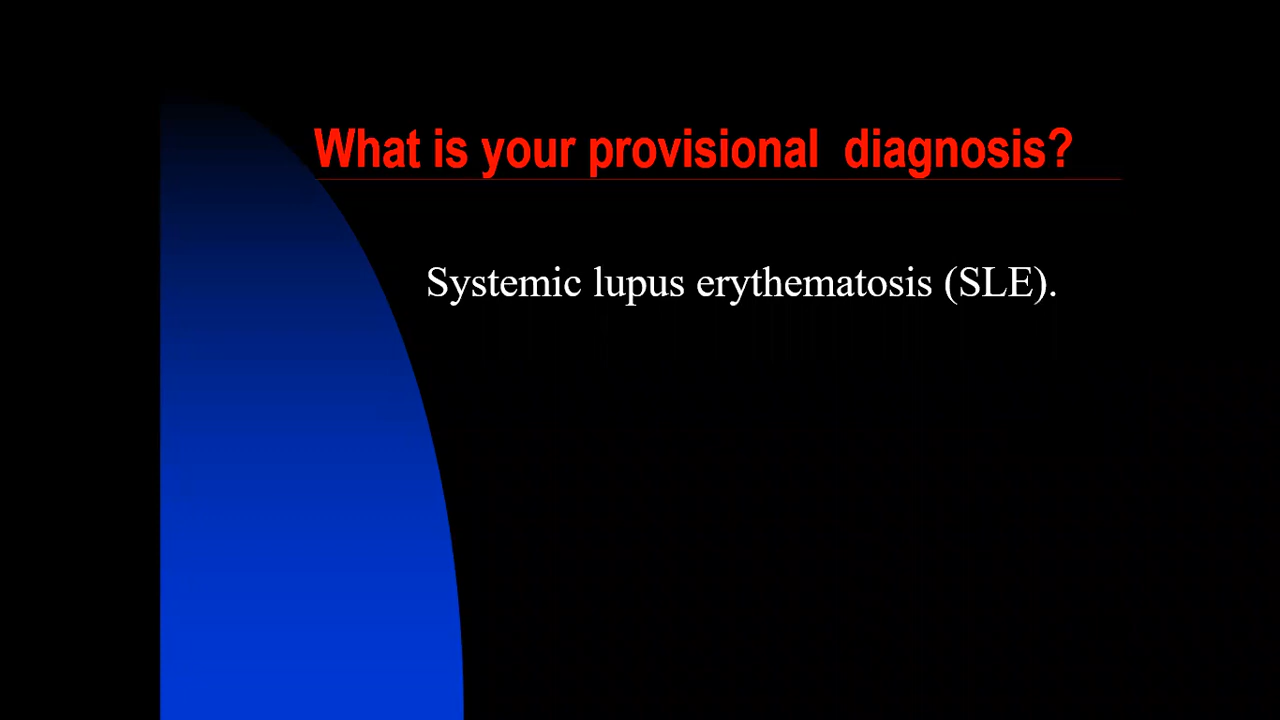 What is your provisional  diagnosis?
Systemic lupus erythematosis (SLE).